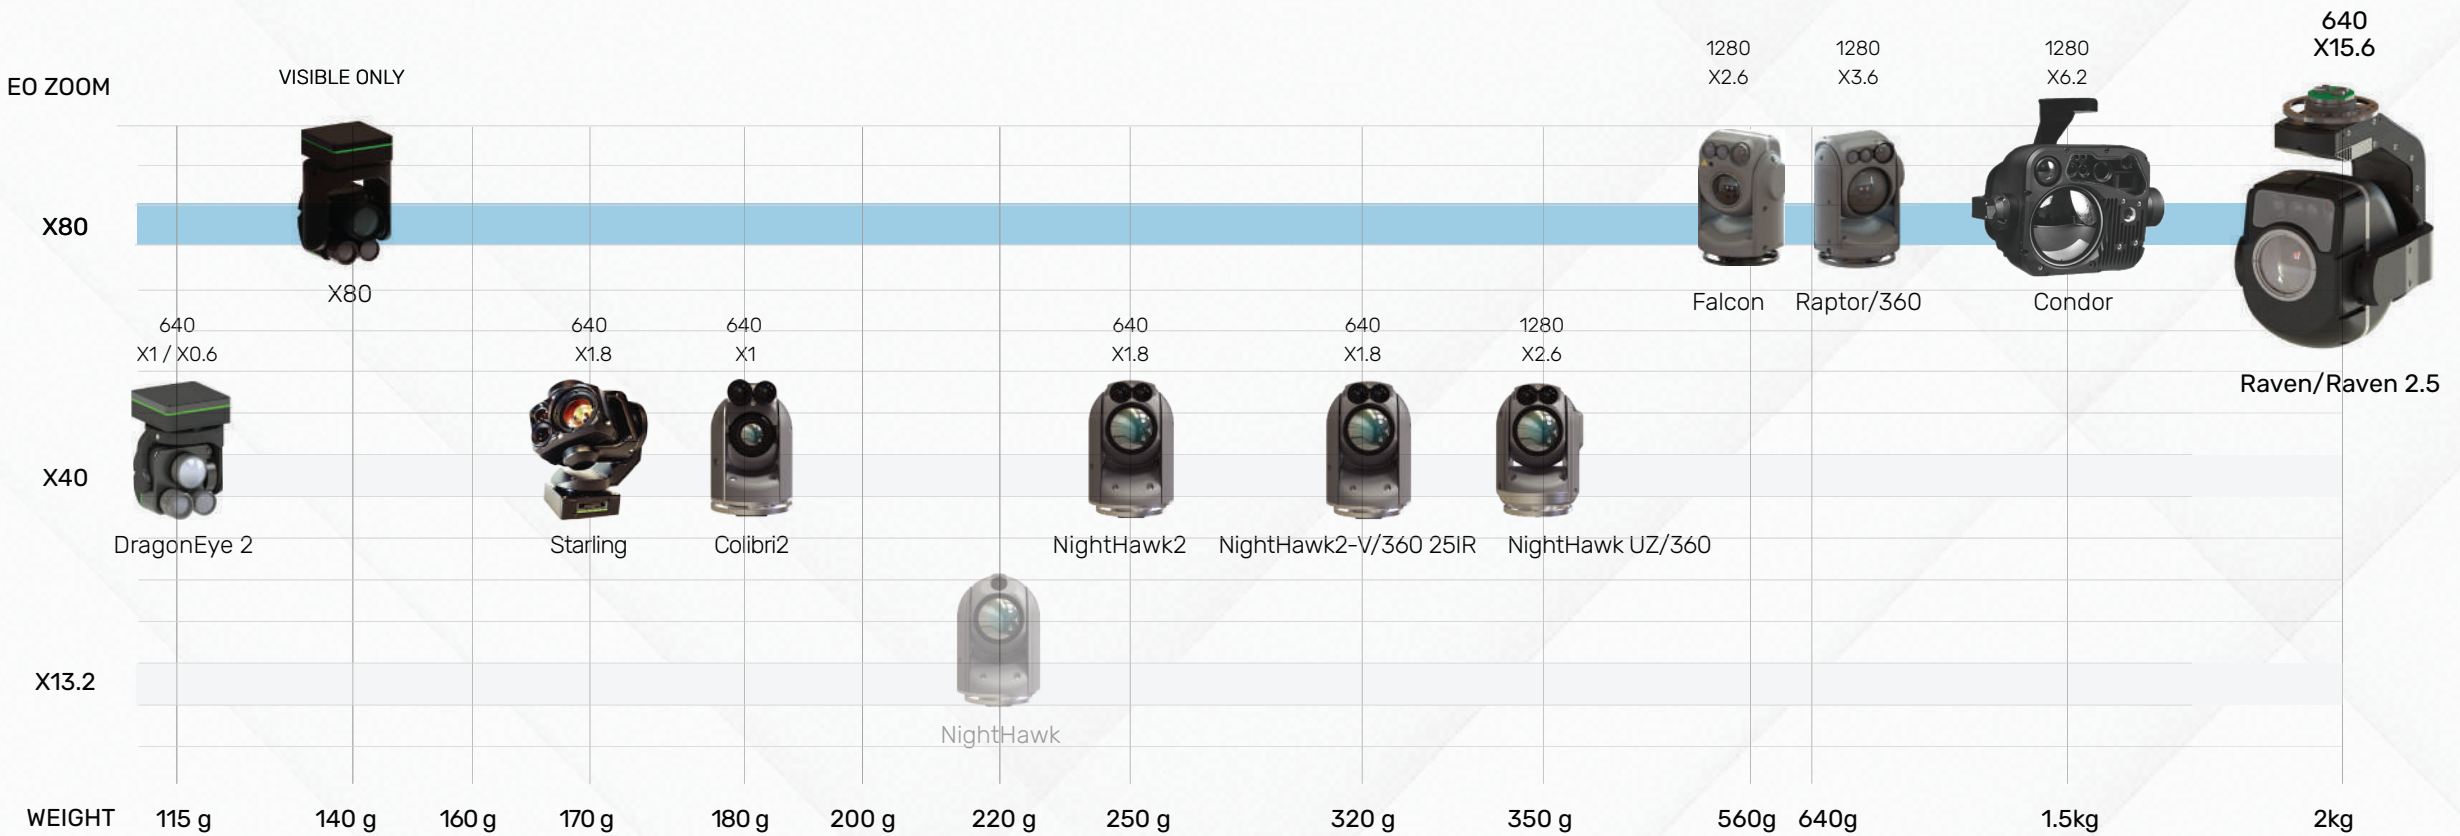 640
X15.6
1280
1280
1280
X2.6
X3.6
X6.2
VISIBLE ONLY
EO ZOOM
X80
X80
Falcon
Raptor/360
Condor
Raven/Raven 2.5
640
X1 / X0.6
640
X1.8
640
X1
640
X1.8
640
X1.8
1280
X2.6
X40
DragonEye 2
Starling
Colibri2
NightHawk2
NightHawk2-V/360 25IR
NightHawk UZ/360
X13.2
NightHawk
WEIGHT
115 g
140 g
160 g
170 g
180 g
200 g
220 g
250 g
320 g
350 g
560g
640g
1.5kg
2kg